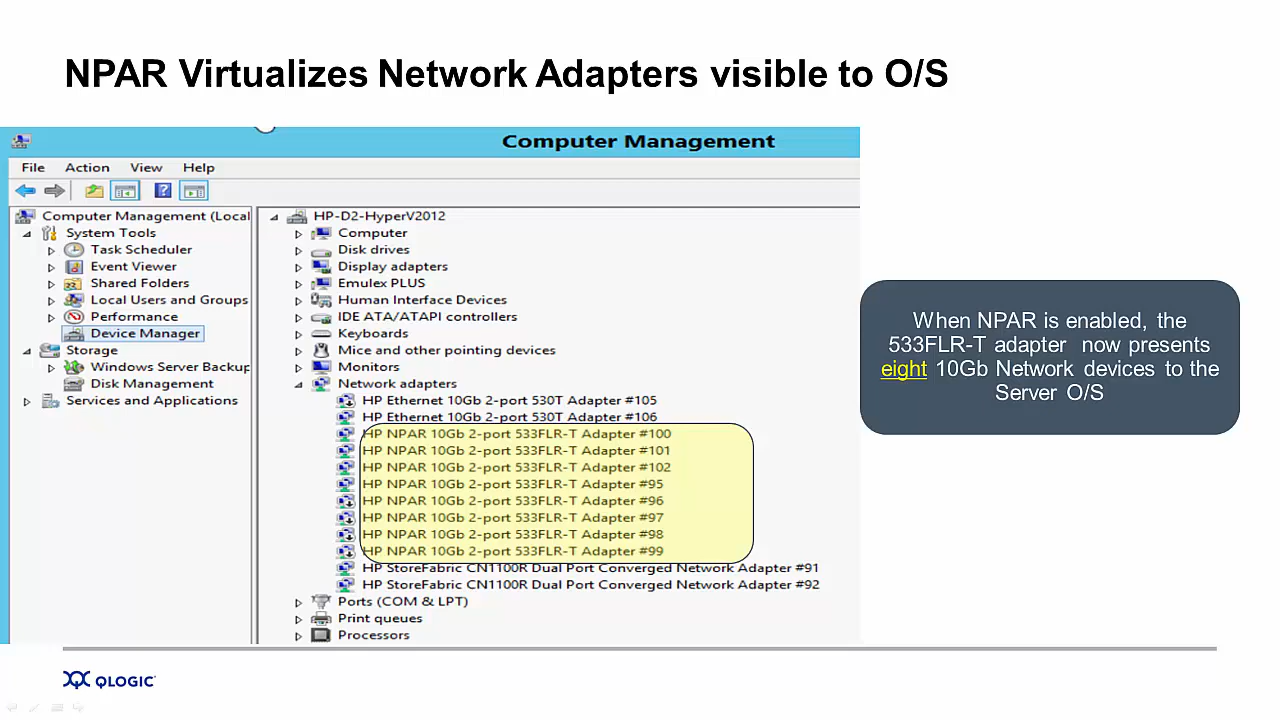 NPAR Virtualizes Network Adapters visible to O/S
Computer Management
File Action View Help
Computer Management (Local
System Tools
Task Scheduler
Event Viewer
Shared Folders
Local Users and Groups
Performance
Device Manager
Storage
Windows Server Backup
Disk Management
Services and Applications
HP-D2-HyperV2012
Computer
Disk drives
Display adapters
Emulex PLUS
Human Interface Devices
IDE ATA/ATAPI controllers
Keyboards
Mice and other pointing devices
Monitors
Network adapters
HP Ethernet 10Gb 2-port 530T Adapter #105
HP Ethernet 10Gb 2-port 530T Adapter #106
HP NPAR 10Gb 2-port 533FLR-T Adapter #100
HP NPAR 10Gb 2-port 533FLR-T Adapter #101
HP NPAR 10Gb 2-port 533FLR-T Adapter #102
HP NPAR 10Gb 2-port 533FLR-T Adapter #95
HP NPAR 10Gb 2-port 533FLR-T Adapter #96
HP NPAR 10Gb 2-port 533FLR-T Adapter #97
HP NPAR 10Gb 2-port 533FLR-T Adapter #98
HP NPAR 10Gb 2-port 533FLR-T Adapter #99
HP StoreFabric CN1100R Dual Port Converged Network Adapter #91
HP StoreFabric CN1100R Dual Port Converged Network Adapter #92
Ports (COM & LPT)
Print queues
Processors
When NPAR is enabled, the
533FLR-T adapter now presents
eight 10Gb Network devices to the
Server O/S
QLOGIC